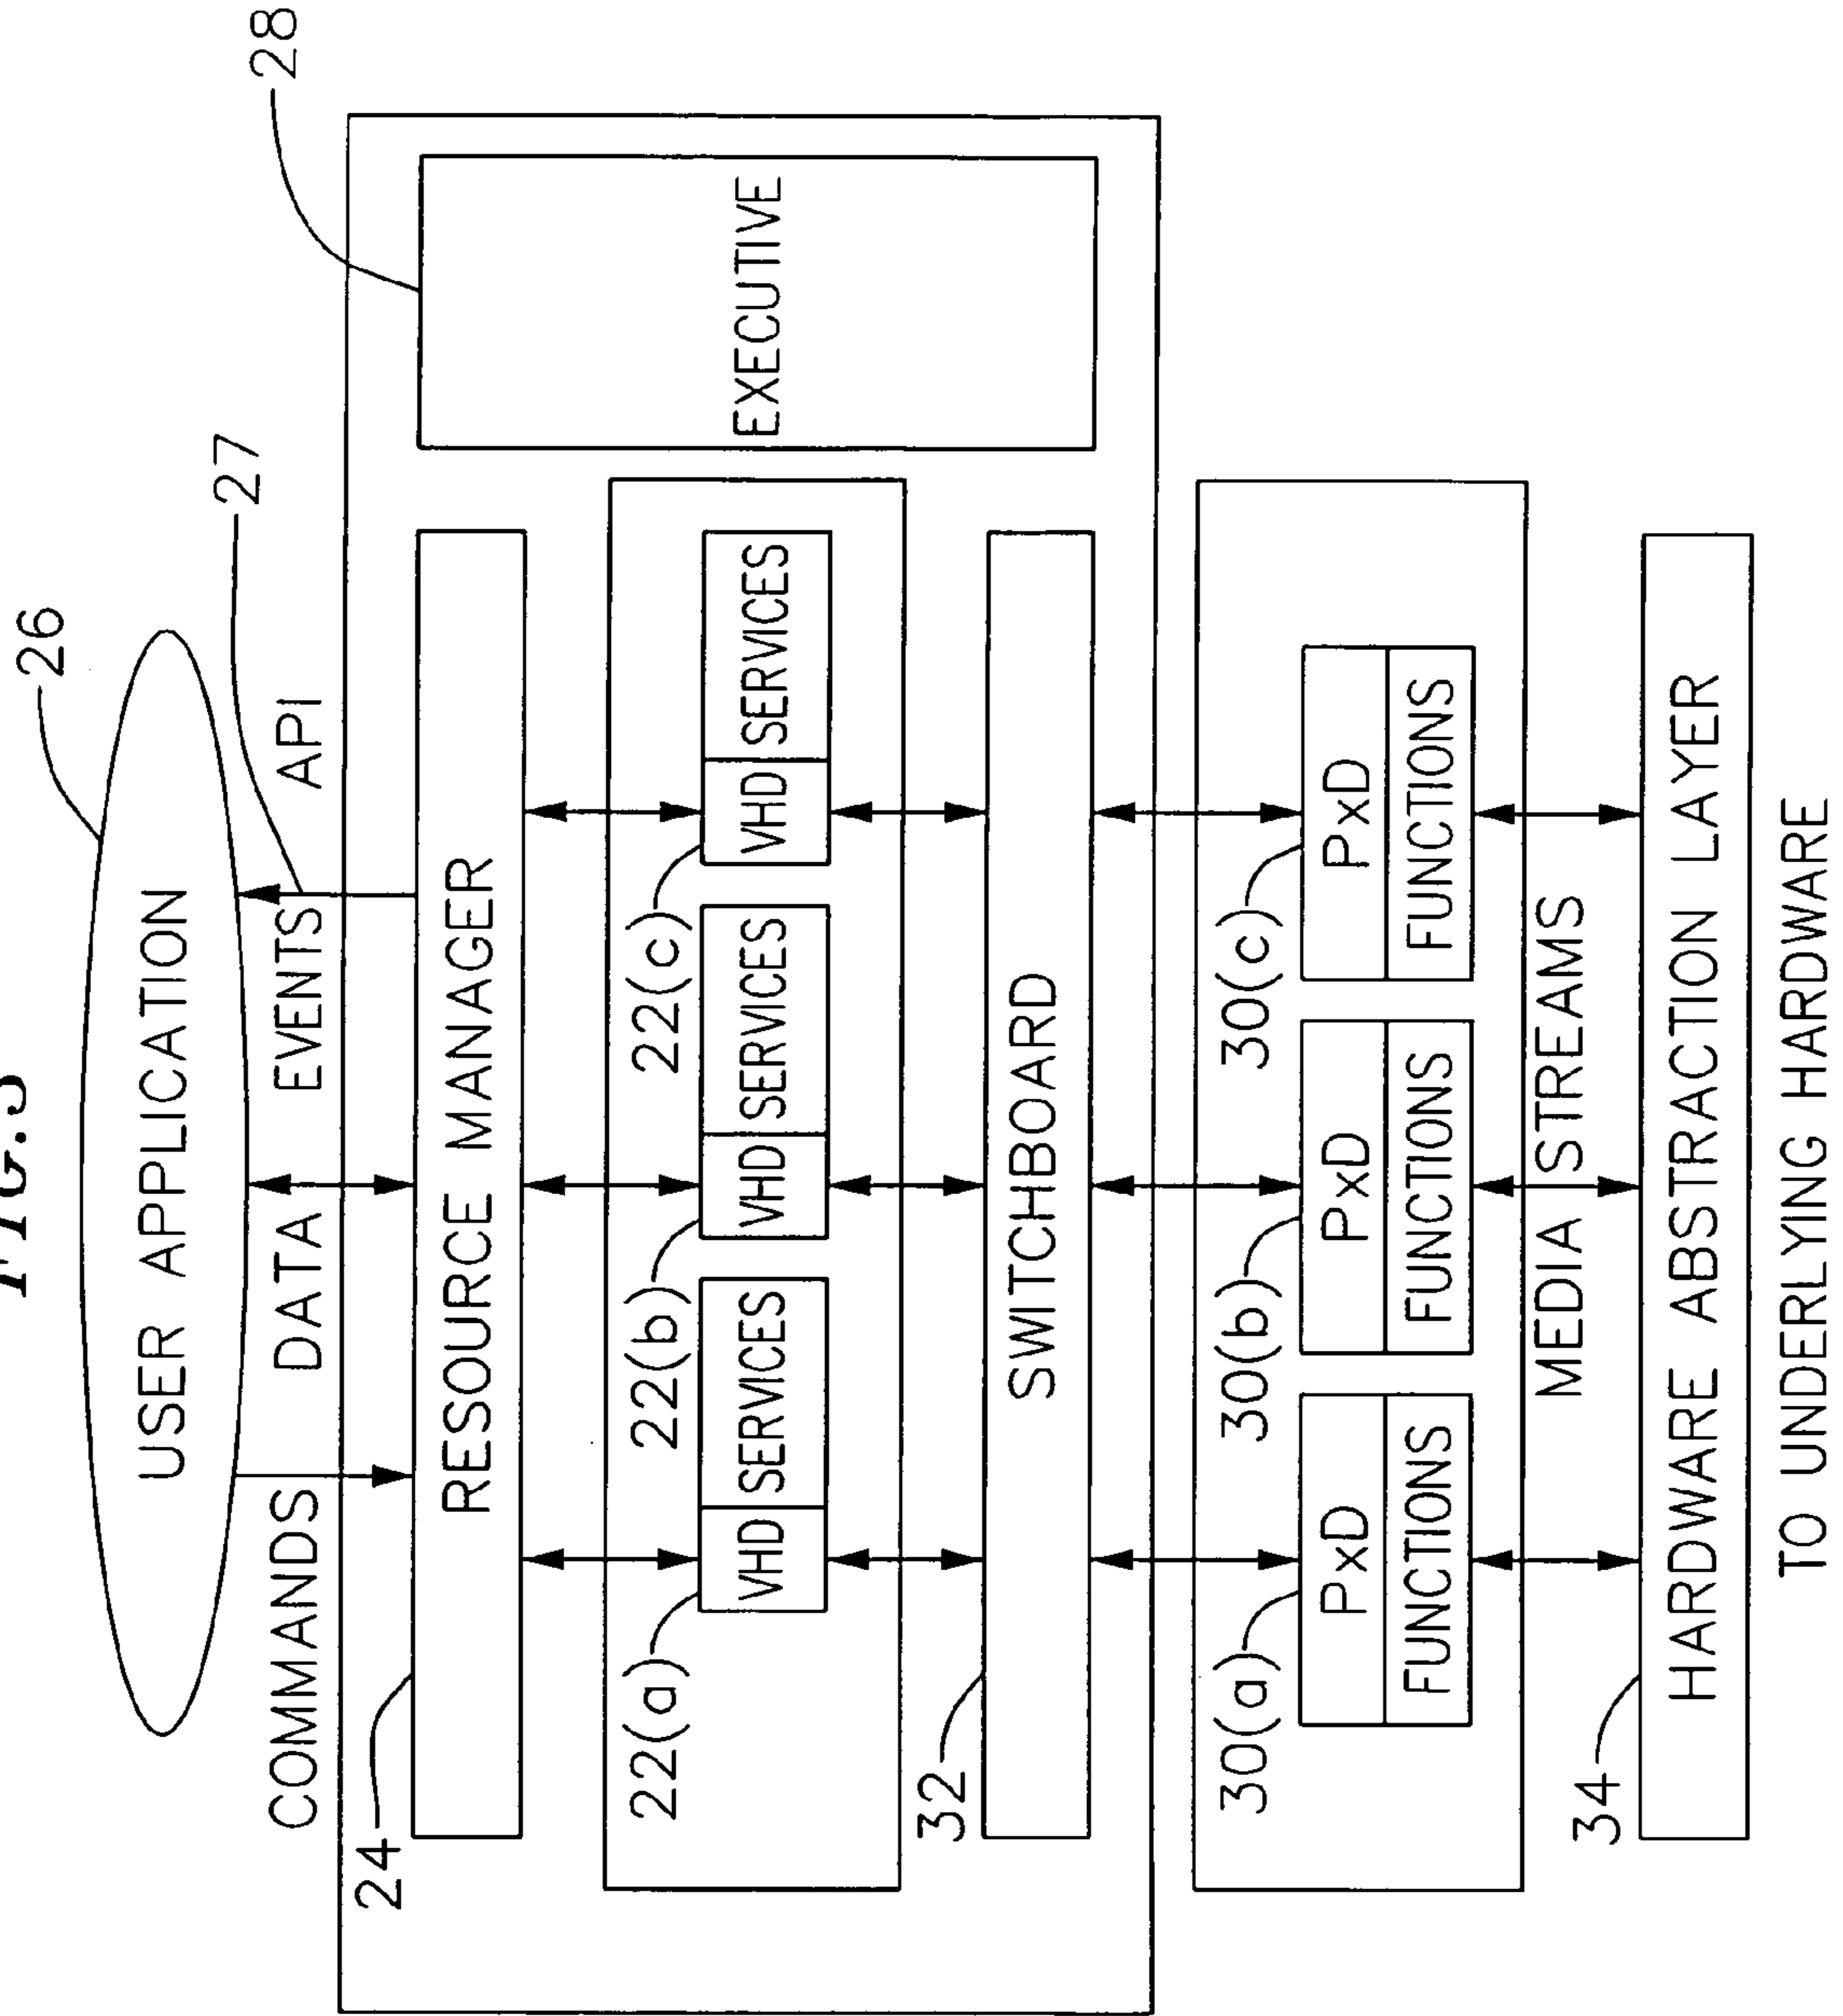 26
USER APPLICATION
27
28
COMMANDS
DATA
EVENTS
API
24
RESOURCE MANAGER
EXECUTIVE
22(a)
22(b)
22(c)
VHD SERVICES
VHD SERVICES
VHD SERVICES
32
SWITCHBOARD
30(a)
30(b)
30(c)
PxD
PxD
PxD
FUNCTIONS
FUNCTIONS
FUNCTIONS
MEDIA STREAMS
34
HARDWARE ABSTRACTION LAYER
TO UNDERLYING HARDWARE